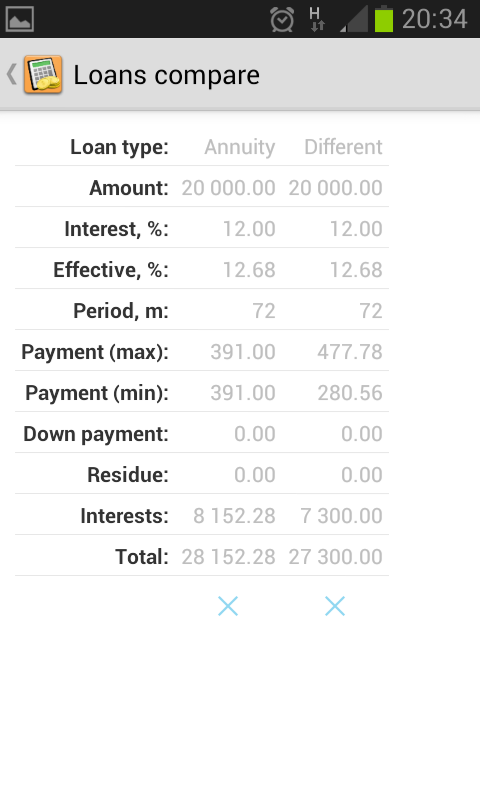 H 20:34
Loans compare
Loan type: Annuity Different
Amount: 20 000.00 20 000.00
Interest, %: 12.00 12.00
Effective, %: 12.68 12.68
Period, m: 72 72
Payment (max): 391.00 477.78
Payment (min): 391.00 280.56
Down payment: 0.00 0.00
Residue: 0.00 0.00
Interests: 8 152.28 7 300.00
Total: 28 152.28 27 300.00